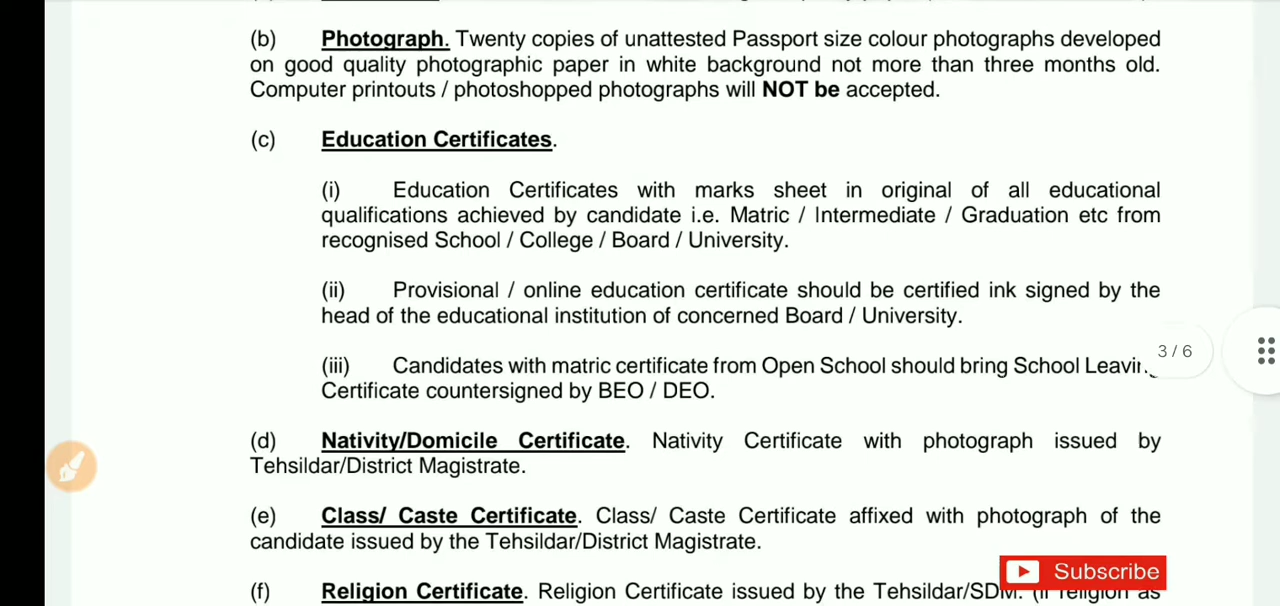 (b) Photograph. Twenty copies of unattested Passport size colour photographs developed
on good quality photographic paper in white background not more than three months old.
Computer printouts / photoshopped photographs will NOT be accepted.
(c) Education Certificates.
(i) Education Certificates with marks sheet in original of all educational
qualifications achieved by candidate i.e. Matric / Intermediate / Graduation etc from
recognised School / College / Board / University.
(ii) Provisional / online education certificate should be certified ink signed by the
head of the educational institution of concerned Board / University.
3 / 6
(iii) Candidates with matric certificate from Open School should bring School
Certificate countersigned by BEO / DEO.
(d) Nativity/Domicile Certificate. Nativity Certificate with photograph issued by
Tehsildar/District Magistrate.
(e) Class/ Caste Certificate. Class/ Caste Certificate affixed with photograph of the
candidate issued by the Tehsildar/District Magistrate.
Subscribe
(f) Religion Certificate. Religion Certificate issued by the Tehsildar/SDM. (If religion as